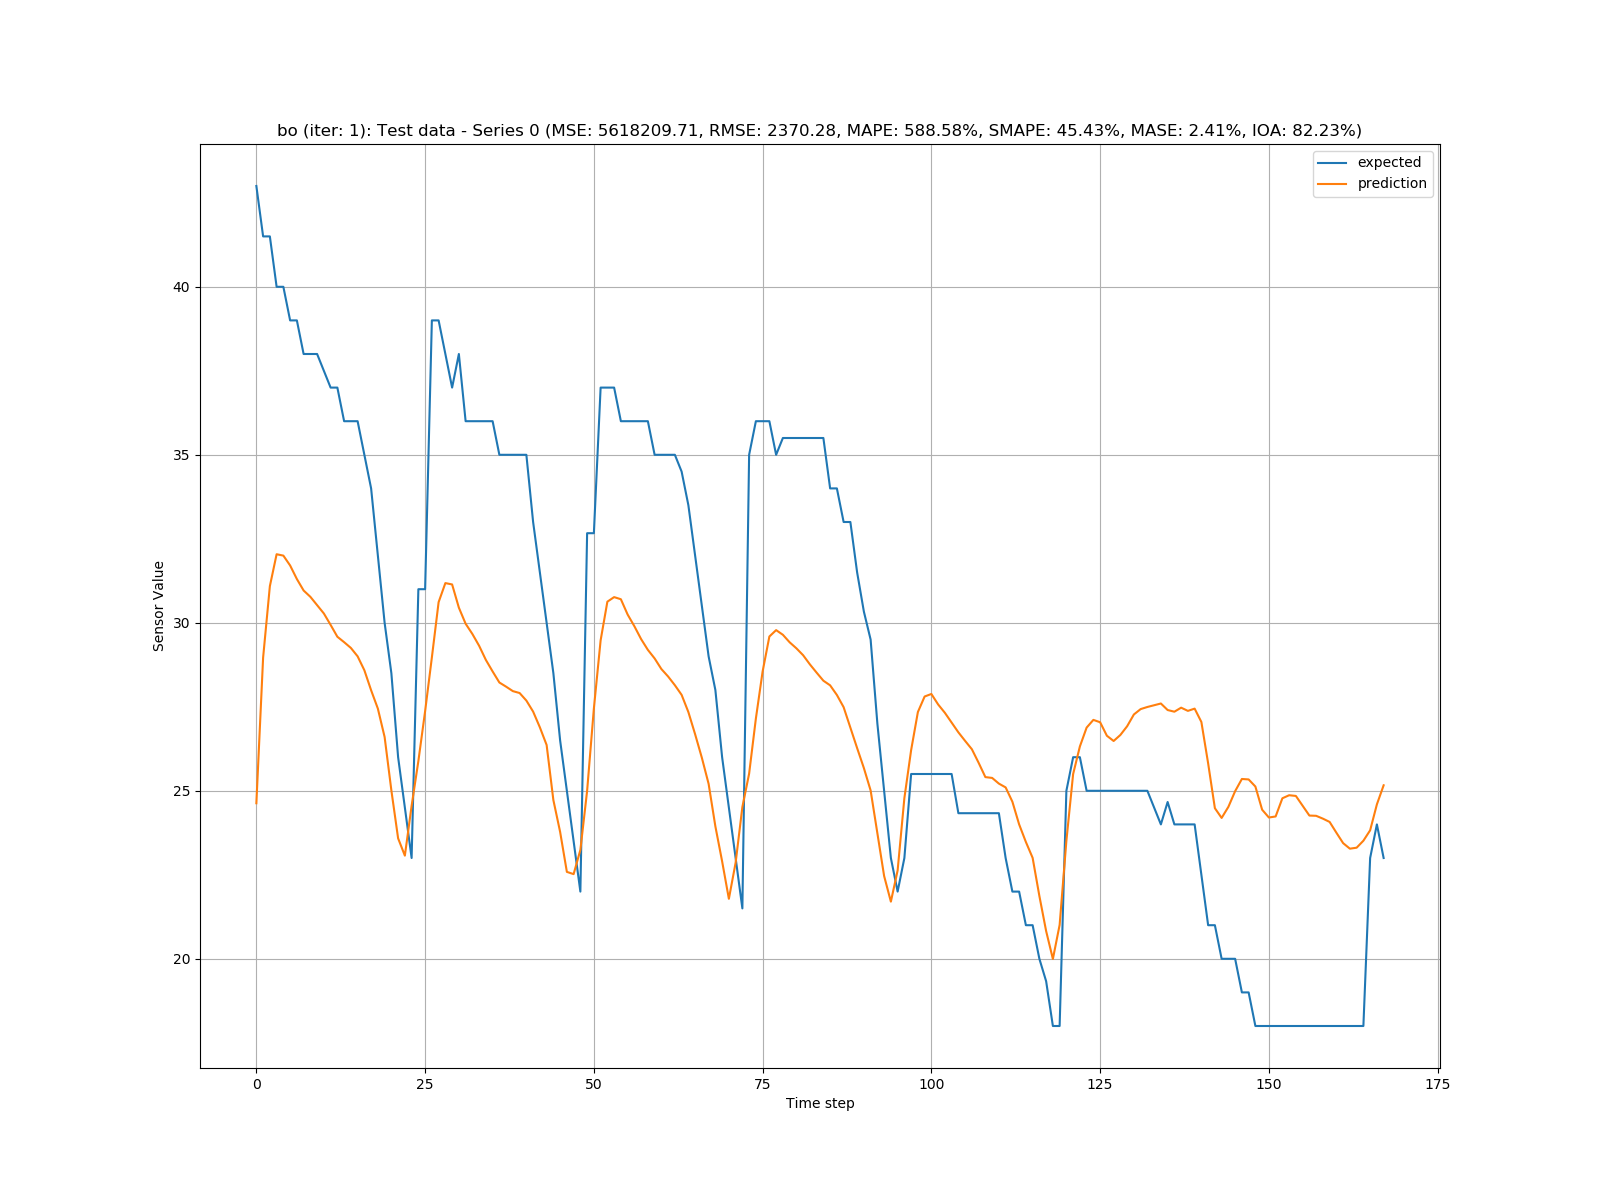 bo (iter: 1): Test data - Series 0 (MSE: 5618209.71, RMSE: 2370.28, MAPE: 588.58%, SMAPE: 45.43%, MASE: 2.41%, IOA: 82.23%)
expected
prediction
Sensor Value
40
35
30
25
20
0 25 50 75 100 125 150 175
Time step